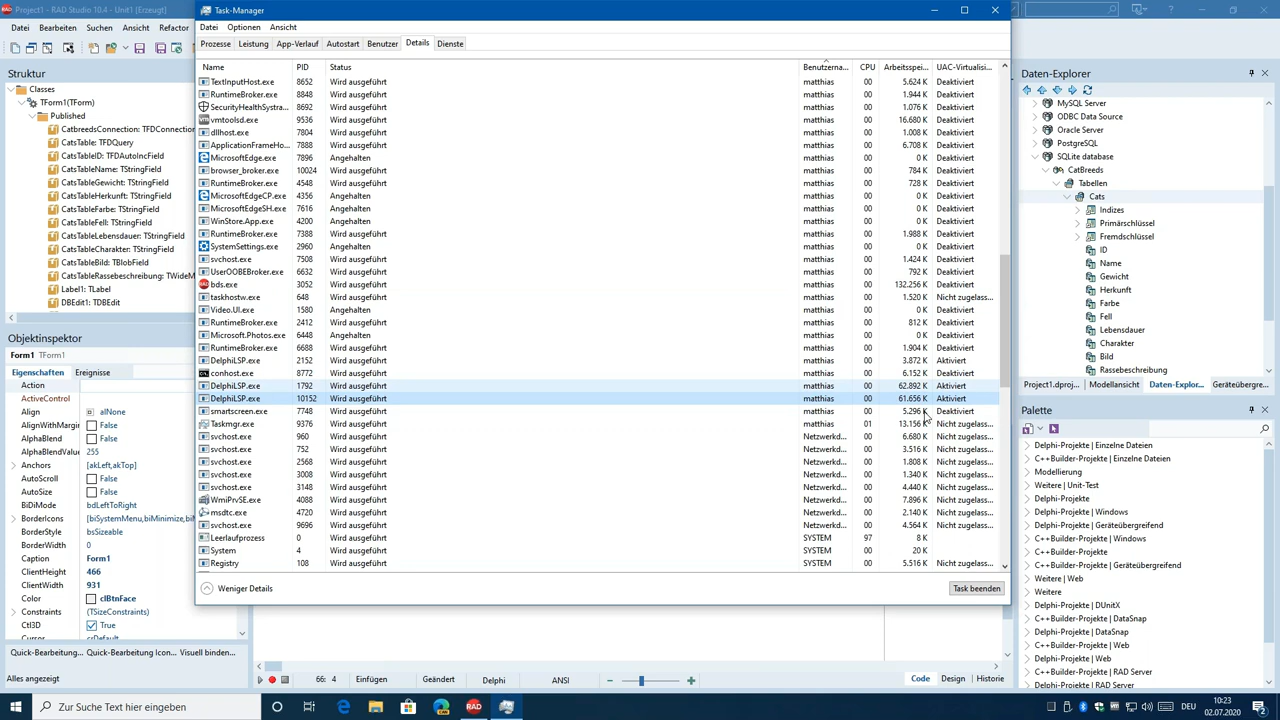 Project1 - RAD Studio 10.4 - Unit1 [Erzeugt]
Datei Bearbeiten Suchen Ansicht Refactor
Struktur
Classes
TForm1(TForm)
Published
CatbreedsConnection: TFDConnection
CatsTable: TFDQuery
CatsTableID: TFDAutoIncField
CatsTableName: TStringField
CatsTableGewicht: TStringField
CatsTableHerkunft: TStringField
CatsTableFarbe: TStringField
CatsTableFell: TStringField
CatsTableLebensdauer: TStringField
CatsTableCharakter: TStringField
CatsTableBild: TBlobField
CatsTableRassebeschreibung: TWideM
Label1: TLabel
DBEdit1: TDBEdit
Objektinspektor
Form1 TForm1
Eigenschaften Ereignisse
Action
ActiveControl
Align alNone
AlignWithMargin False
AlphaBlend False
AlphaBlendValue 255
Anchors [akLeft,akTop]
AutoScroll False
AutoSize False
BiDiMode bdLeftToRight
BorderIcons [biSystemMenu,biMinimize,biM
BorderStyle bsSizeable
BorderWidth 0
Caption Form1
ClientHeight 466
ClientWidth 931
Color clBtnFace
Constraints (TSizeConstraints)
Ctl3D True
Cursor crDefault
Quick-Bearbeitung... Quick-Bearbeitung Icon... Visuell binden...
Alles angezeigt
Task-Manager
Datei Optionen Ansicht
Prozesse Leistung App-Verlauf Autostart Benutzer Details Dienste
Name PID Status Benutzerna... CPU Arbeitsspei... UAC-Virtualisi...
TextInputHost.exe 8652 Wird ausgeführt matthias 00 5.624 K Deaktiviert
RuntimeBroker.exe 8848 Wird ausgeführt matthias 00 1.944 K Deaktiviert
SecurityHealthSystra... 8692 Wird ausgeführt matthias 00 1.076 K Deaktiviert
vmtoolsd.exe 9536 Wird ausgeführt matthias 00 16.680 K Deaktiviert
dllhost.exe 7804 Wird ausgeführt matthias 00 1.008 K Deaktiviert
ApplicationFrameHo... 7888 Wird ausgeführt matthias 00 6.708 K Deaktiviert
MicrosoftEdge.exe 7896 Angehalten matthias 00 0 K Deaktiviert
browser_broker.exe 10024 Wird ausgeführt matthias 00 784 K Deaktiviert
RuntimeBroker.exe 4548 Wird ausgeführt matthias 00 728 K Deaktiviert
MicrosoftEdgeCP.exe 4356 Angehalten matthias 00 0 K Deaktiviert
MicrosoftEdgeSH.exe 7616 Angehalten matthias 00 0 K Deaktiviert
WinStore.App.exe 4200 Angehalten matthias 00 0 K Deaktiviert
RuntimeBroker.exe 7388 Wird ausgeführt matthias 00 1.988 K Deaktiviert
SystemSettings.exe 2960 Angehalten matthias 00 0 K Deaktiviert
svchost.exe 7508 Wird ausgeführt matthias 00 1.424 K Deaktiviert
UserOOBEBroker.exe 6632 Wird ausgeführt matthias 00 792 K Deaktiviert
bds.exe 3052 Wird ausgeführt matthias 00 132.256 K Deaktiviert
taskhostw.exe 648 Wird ausgeführt matthias 00 1.520 K Nicht zugelass...
Video.UI.exe 1580 Angehalten matthias 00 0 K Deaktiviert
RuntimeBroker.exe 2412 Wird ausgeführt matthias 00 812 K Deaktiviert
Microsoft.Photos.exe 6448 Angehalten matthias 00 0 K Deaktiviert
RuntimeBroker.exe 6688 Wird ausgeführt matthias 00 1.904 K Deaktiviert
DelphiLSP.exe 2152 Wird ausgeführt matthias 00 3.872 K Aktiviert
conhost.exe 8772 Wird ausgeführt matthias 00 6.152 K Deaktiviert
DelphiLSP.exe 1792 Wird ausgeführt matthias 00 62.892 K Aktiviert
DelphiLSP.exe 10152 Wird ausgeführt matthias 00 61.656 K Aktiviert
smartscreen.exe 7748 Wird ausgeführt matthias 00 5.296 K Deaktiviert
Taskmgr.exe 9376 Wird ausgeführt matthias 01 13.156 K Nicht zugelass...
svchost.exe 960 Wird ausgeführt Netzwerkd... 00 6.680 K Nicht zugelass...
svchost.exe 752 Wird ausgeführt Netzwerkd... 00 3.516 K Nicht zugelass...
svchost.exe 2568 Wird ausgeführt Netzwerkd... 00 1.808 K Nicht zugelass...
svchost.exe 3008 Wird ausgeführt Netzwerkd... 00 1.340 K Nicht zugelass...
svchost.exe 3148 Wird ausgeführt Netzwerkd... 00 4.440 K Nicht zugelass...
WmiPrvSE.exe 4088 Wird ausgeführt Netzwerkd... 00 7.896 K Nicht zugelass...
msdtc.exe 4720 Wird ausgeführt Netzwerkd... 00 2.140 K Nicht zugelass...
svchost.exe 9696 Wird ausgeführt Netzwerkd... 00 4.564 K Nicht zugelass...
Leerlaufprozess 0 Wird ausgeführt SYSTEM 97 8 K
System 4 Wird ausgeführt SYSTEM 00 20 K
Registry 108 Wird ausgeführt SYSTEM 00 5.516 K Nicht zugelass...
Weniger Details Task beenden
66: 4 Einfügen Geändert Delphi ANSI Code Design Historie
Daten-Explorer
MySQL Server
ODBC Data Source
Oracle Server
PostgreSQL
SQLite database
CatBreeds
Tabellen
Cats
Indizes
Primärschlüssel
Fremdschlüssel
ID
Name
Gewicht
Herkunft
Farbe
Fell
Lebensdauer
Charakter
Bild
Rassebeschreibung
Project1.dproj... Modellansicht Daten-Explor... Geräteübergre...
Palette
Delphi-Projekte | Einzelne Dateien
C++Builder-Projekte | Einzelne Dateien
Modellierung
Weitere | Unit-Test
Delphi-Projekte
Delphi-Projekte | Windows
Delphi-Projekte | Geräteübergreifend
C++Builder-Projekte | Windows
C++Builder-Projekte
C++Builder-Projekte | Geräteübergreifend
Weitere | Web
Weitere
Delphi-Projekte | DUnitX
C++Builder-Projekte | DataSnap
Delphi-Projekte | DataSnap
C++Builder-Projekte | Web
Delphi-Projekte | Web
C++Builder-Projekte | RAD Server
Delphi-Projekte | RAD Server
Zur Suche Text hier eingeben
RAD
DEU
10:23
02.07.2020
2